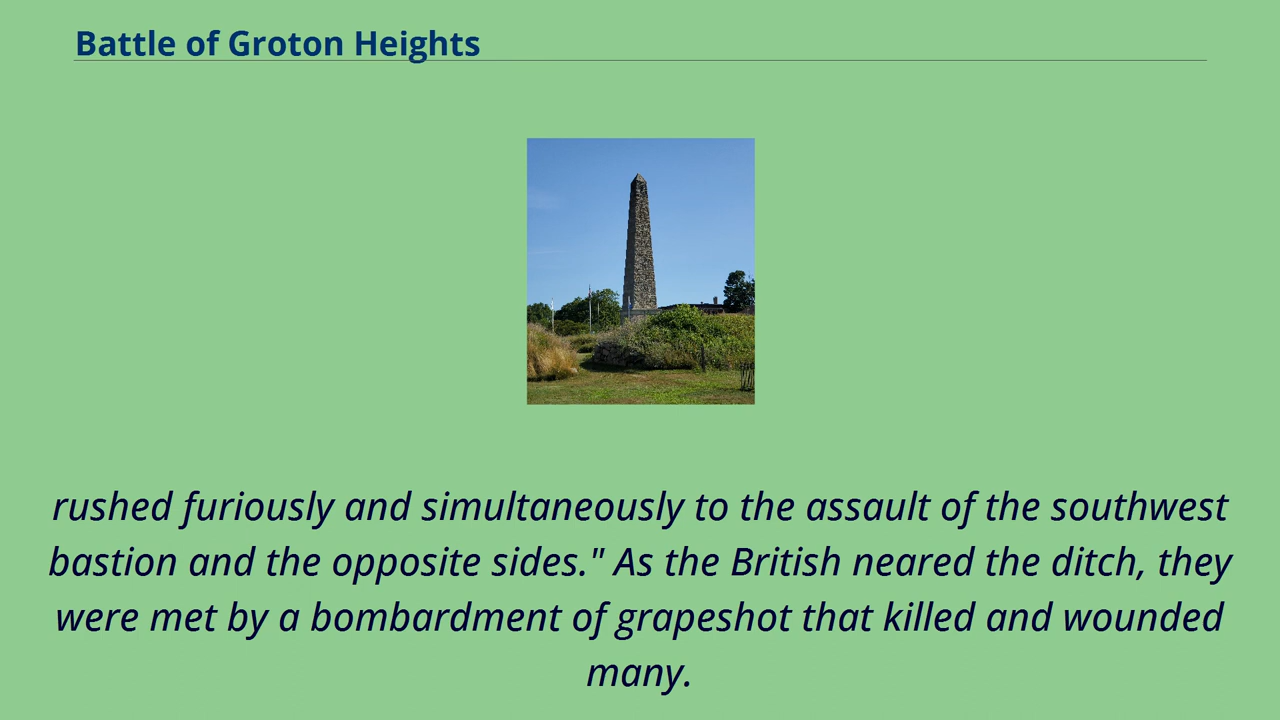 Battle of Groton Heights
rushed furiously and simultaneously to the assault of the southwest
bastion and the opposite sides." As the British neared the ditch, they
were met by a bombardment of grapeshot that killed and wounded
many.